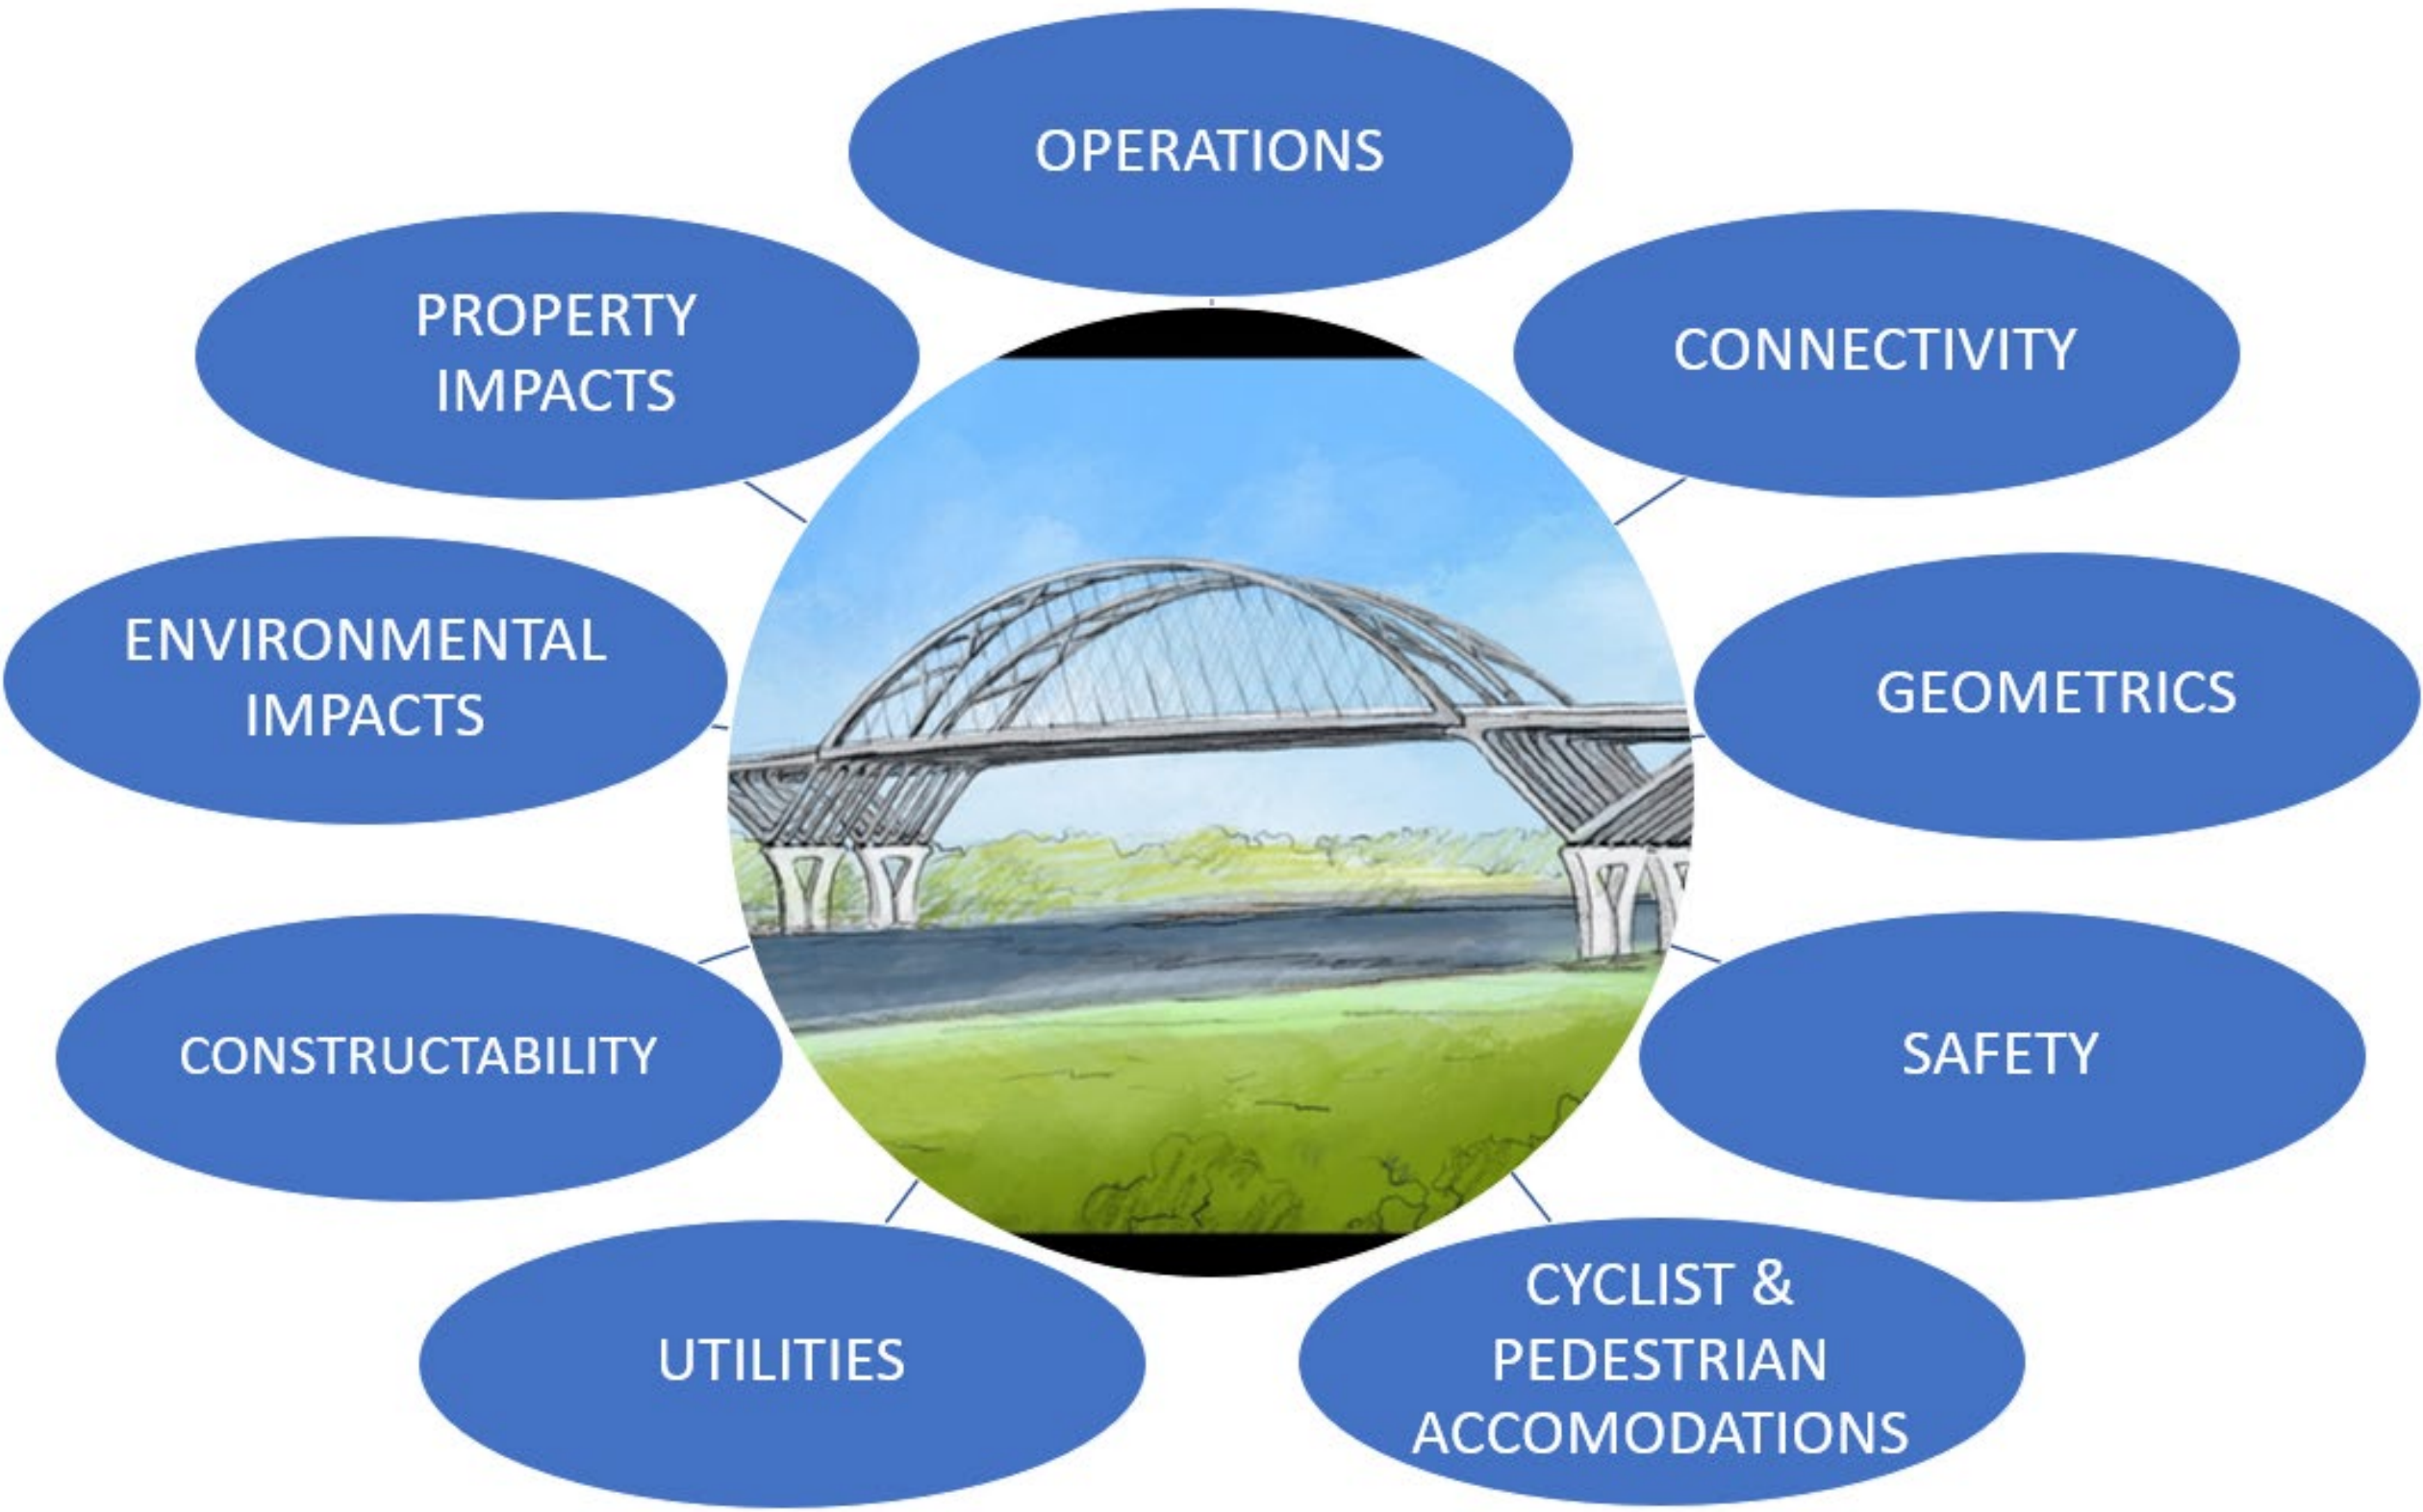 OPERATIONS
CONNECTIVITY
GEOMETRICS
SAFETY
CYCLIST &
PEDESTRIAN
ACCOMODATIONS
UTILITIES
CONSTRUCTABILITY
ENVIRONMENTAL
IMPACTS
PROPERTY
IMPACTS